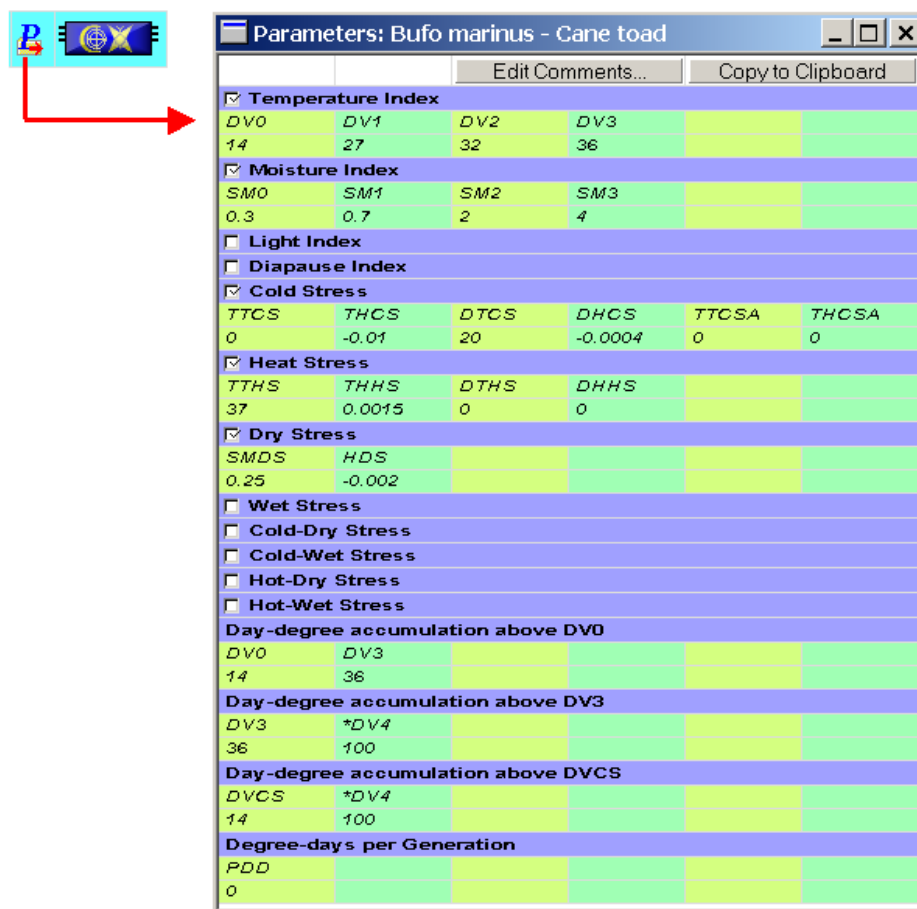 P
Parameters: Bufo marinus - Cane toad
Edit Comments... Copy to Clipboard
Temperature Index
DV0 DV1 DV2 DV3
14 27 32 36
Moisture Index
SM0 SM1 SM2 SM3
0.3 0.7 2 4
Light Index
Diapause Index
Cold Stress
TTCS THCS DTCS DHCS TTCSA THCSA
0 -0.01 20 -0.0004 0 0
Heat Stress
TTHS THHS DTHS DHHS
37 0.0015 0 0
Dry Stress
SMDS HDS
0.25 -0.002
Wet Stress
Cold-Dry Stress
Cold-Wet Stress
Hot-Dry Stress
Hot-Wet Stress
Day-degree accumulation above DV0
DV0 DV3
14 36
Day-degree accumulation above DV3
DV3 *DV4
36 100
Day-degree accumulation above DVCS
DVCS *DV4
14 100
Degree-days per Generation
PDD
0